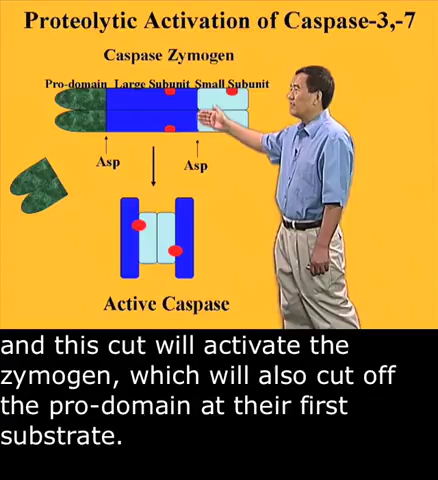 Proteolytic Activation of Caspase-3,-7
Caspase Zymogen
Pro-domain Large Subunit Small Subunit
Asp
Asp
Active Caspase
and this cut will activate the
zymogen, which will also cut off
the pro-domain at their first
substrate.